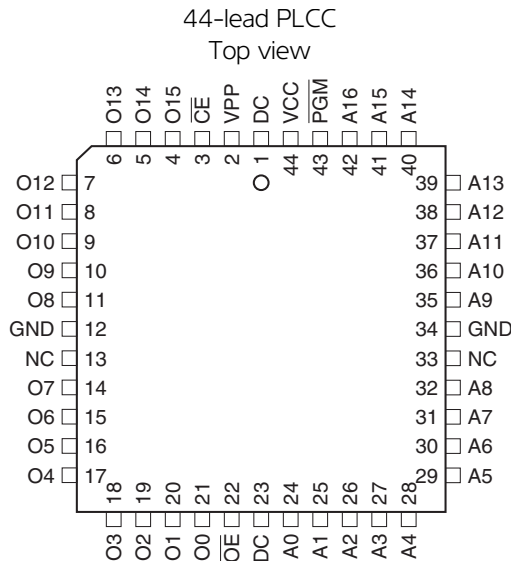 44-lead PLCC
Top view
O13 O14 O15 C̅E̅ VPP DC VCC P̅G̅M̅ A16 A15 A14
6 5 4 3 2 1 44 43 42 41 40
O12 7 39 A13
O11 8 38 A12
O10 9 37 A11
O9 10 36 A10
O8 11 35 A9
GND 12 34 GND
NC 13 33 NC
O7 14 32 A8
O6 15 31 A7
O5 16 30 A6
O4 17 29 A5
18 19 20 21 22 23 24 25 26 27 28
O3 O2 O1 O0 O̅E̅ DC A0 A1 A2 A3 A4